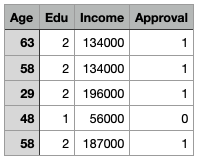 Age Edu Income Approval
63 2 134000 1
58 2 134000 1
29 2 196000 1
48 1 56000 0
58 2 187000 1